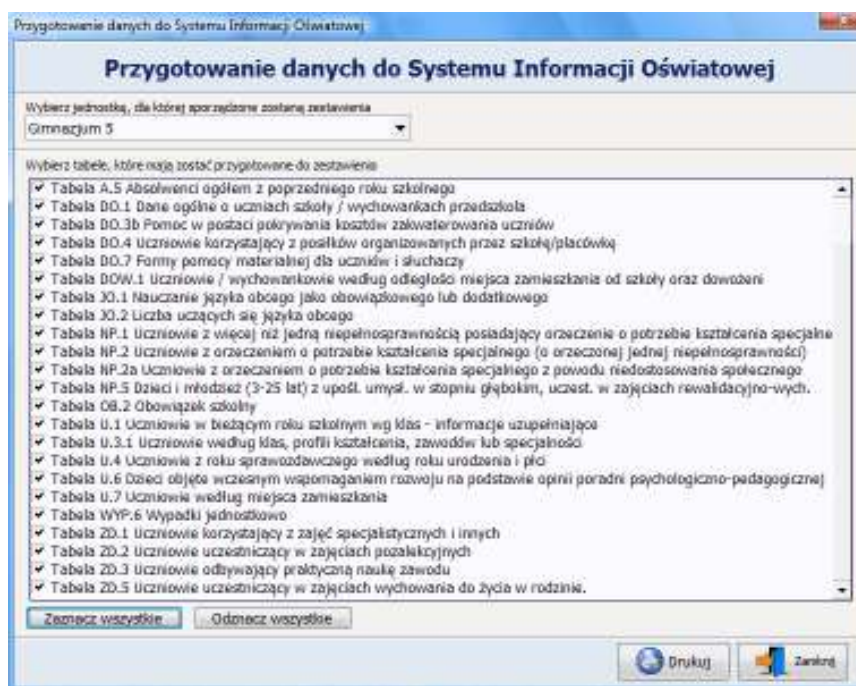 Przygotowanie danych do Systemu Informacji Oświatowej
Przygotowanie danych do Systemu Informacji Oświatowej
Wybierz jednostkę, dla której sporządzone zostaną zestawienia
Gimnazjum 5
Wybierz tabele, które mają zostać przygotowane do zestawienia
Tabela A.5 Absolwenci ogółem z poprzedniego roku szkolnego
Tabela DO.1 Dane ogólne o uczniach szkoły / wychowankach przedszkola
Tabela DO.3b Pomoc w postaci pokrywania kosztów zakwaterowania uczniów
Tabela DO.4 Uczniowie korzystający z posiłków organizowanych przez szkołę/placówkę
Tabela DO.7 Formy pomocy materialnej dla uczniów i słuchaczy
Tabela DOW.1 Uczniowie / wychowankowie według odległości miejsca zamieszkania od szkoły oraz dowożeni
Tabela JO.1 Nauczanie języka obcego jako obowiązkowego lub dodatkowego
Tabela JO.2 Liczba uczących się języka obcego
Tabela NP.1 Uczniowie z więcej niż jedną niepełnosprawnością posiadający orzeczenie o potrzebie kształcenia specjalne
Tabela NP.2 Uczniowie z orzeczeniem o potrzebie kształcenia specjalnego (o orzeczonej jednej niepełnosprawności)
Tabela NP.2a Uczniowie z orzeczeniem o potrzebie kształcenia specjalnego z powodu niedostosowania społecznego
Tabela NP.5 Dzieci i młodzież (3-25 lat) z upośl. umysł. w stopniu głębokim, uczest. w zajęciach rewalidacyjno-wych.
Tabela OB.2 Obowiązek szkolny
Tabela U.1 Uczniowie w bieżącym roku szkolnym wg klas - informacje uzupełniające
Tabela U.3.1 Uczniowie według klas, profili kształcenia, zawodów lub specjalności
Tabela U.4 Uczniowie z roku sprawozdawczego według roku urodzenia i płci
Tabela U.6 Dzieci objęte wczesnym wspomaganiem rozwoju na podstawie opinii poradni psychologiczno-pedagogicznej
Tabela U.7 Uczniowie według miejsca zamieszkania
Tabela WYP.6 Wypadki jednostkowo
Tabela ZD.1 Uczniowie korzystający z zajęć specjalistycznych i innych
Tabela ZD.2 Uczniowie uczestniczący w zajęciach pozalekcyjnych
Tabela ZD.3 Uczniowie odbywający praktyczną naukę zawodu
Tabela ZD.5 Uczniowie uczestniczący w zajęciach wychowania do życia w rodzinie.
Zaznacz wszystkie Odznacz wszystkie
Drukuj Zamknij